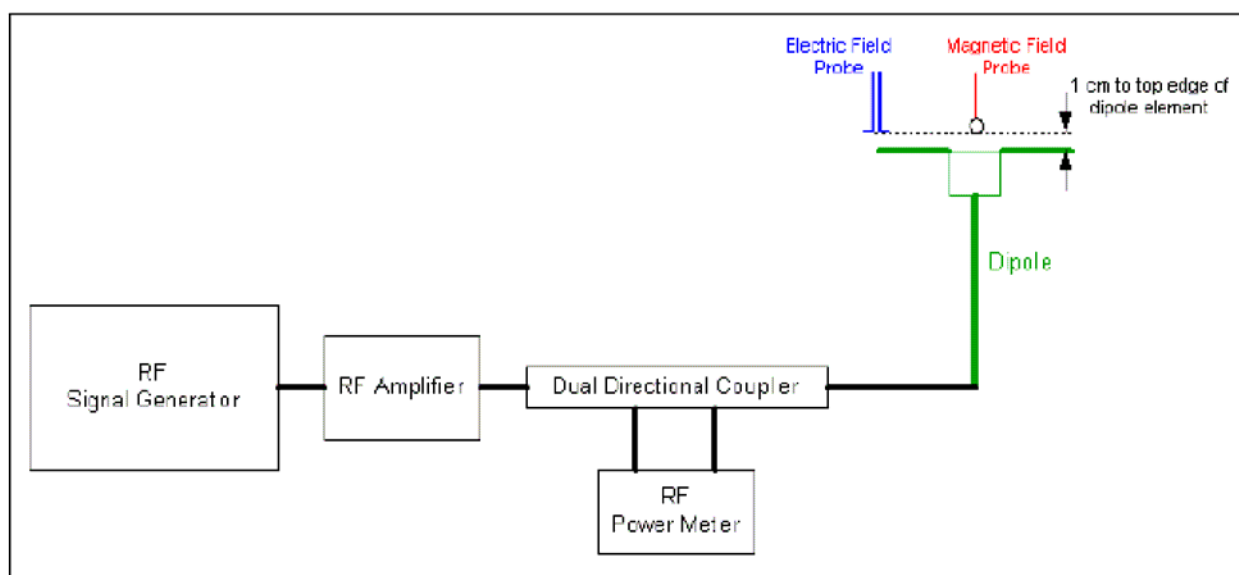 Electric Field
Probe
Magnetic Field
Probe
1 cm to top edge of
dipole element
Dipole
RF
Signal Generator
RF Amplifier
Dual Directional Coupler
RF
Power Meter